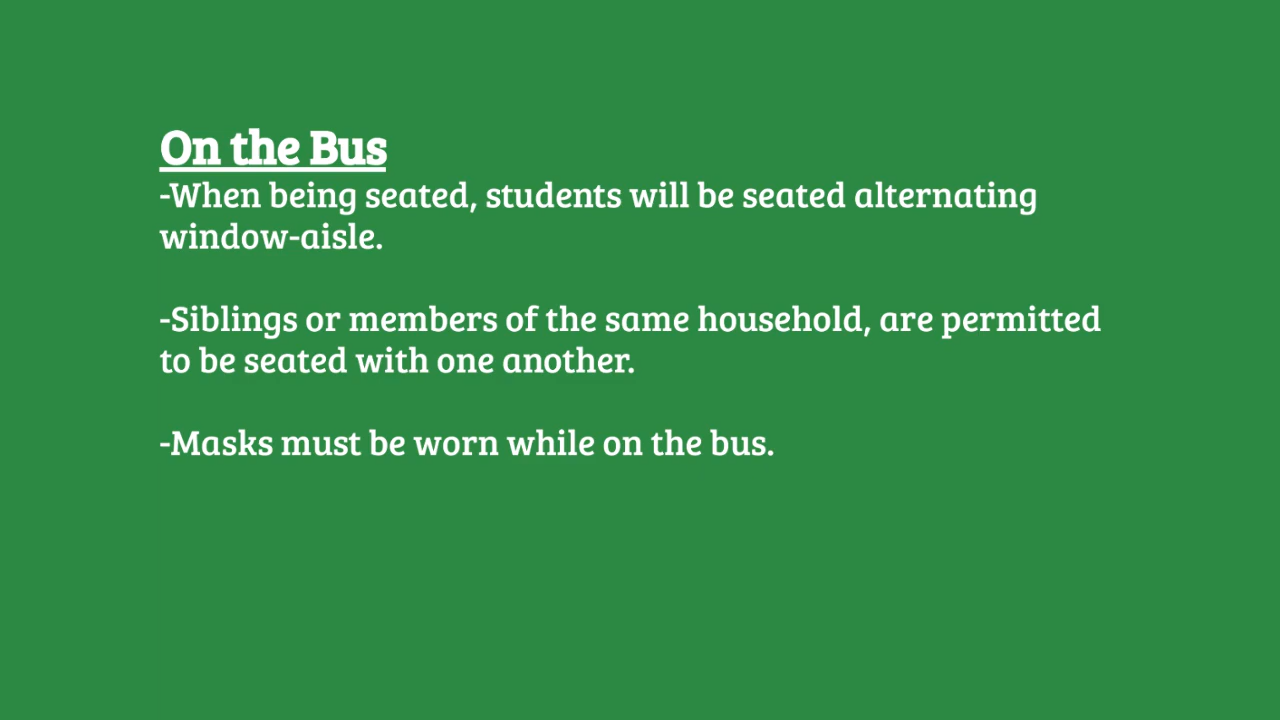 On the Bus
-When being seated, students will be seated alternating
window-aisle.
-Siblings or members of the same household, are permitted
to be seated with one another.
-Masks must be worn while on the bus.